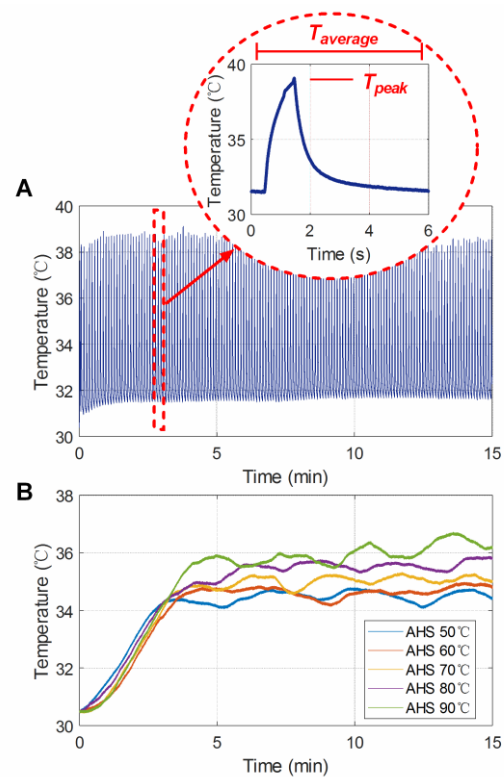 T_average
T_peak
Temperature (℃)
40
35
30
0
2
4
6
Time (s)
A
Temperature (℃)
40
38
36
34
32
30
0
5
10
15
Time (min)
B
Temperature (℃)
38
36
34
32
30
0
5
10
15
Time (min)
AHS 50℃
AHS 60℃
AHS 70℃
AHS 80℃
AHS 90℃